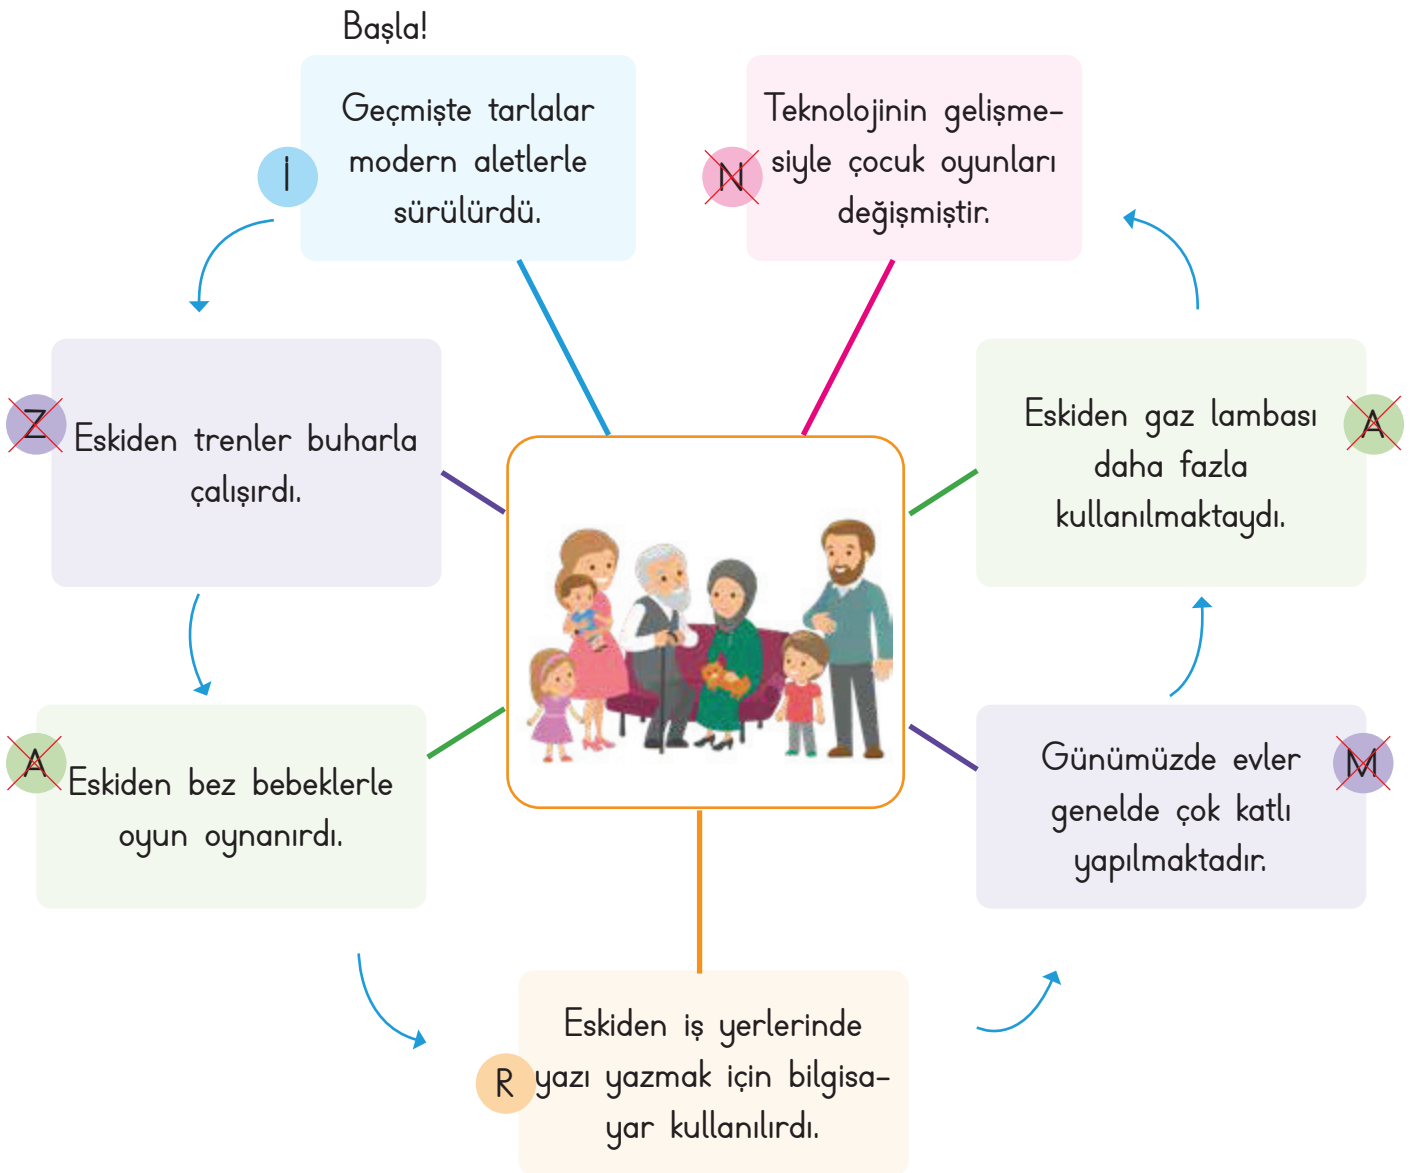 Başla!
Geçmişte tarlalar
modern aletlerle
sürülürdü.
İ
Z
Eskiden trenler buharla
çalışırdı.
A
Eskiden bez bebeklerle
oyun oynanırdı.
Eskiden iş yerlerinde
R
yazı yazmak için bilgisa-
yar kullanılırdı.
Günümüzde evler
M
genelde çok katlı
yapılmaktadır.
Eskiden gaz lambası
A
daha fazla
kullanılmaktaydı.
Teknolojinin gelişme-
N
siyle çocuk oyunları
değişmiştir.